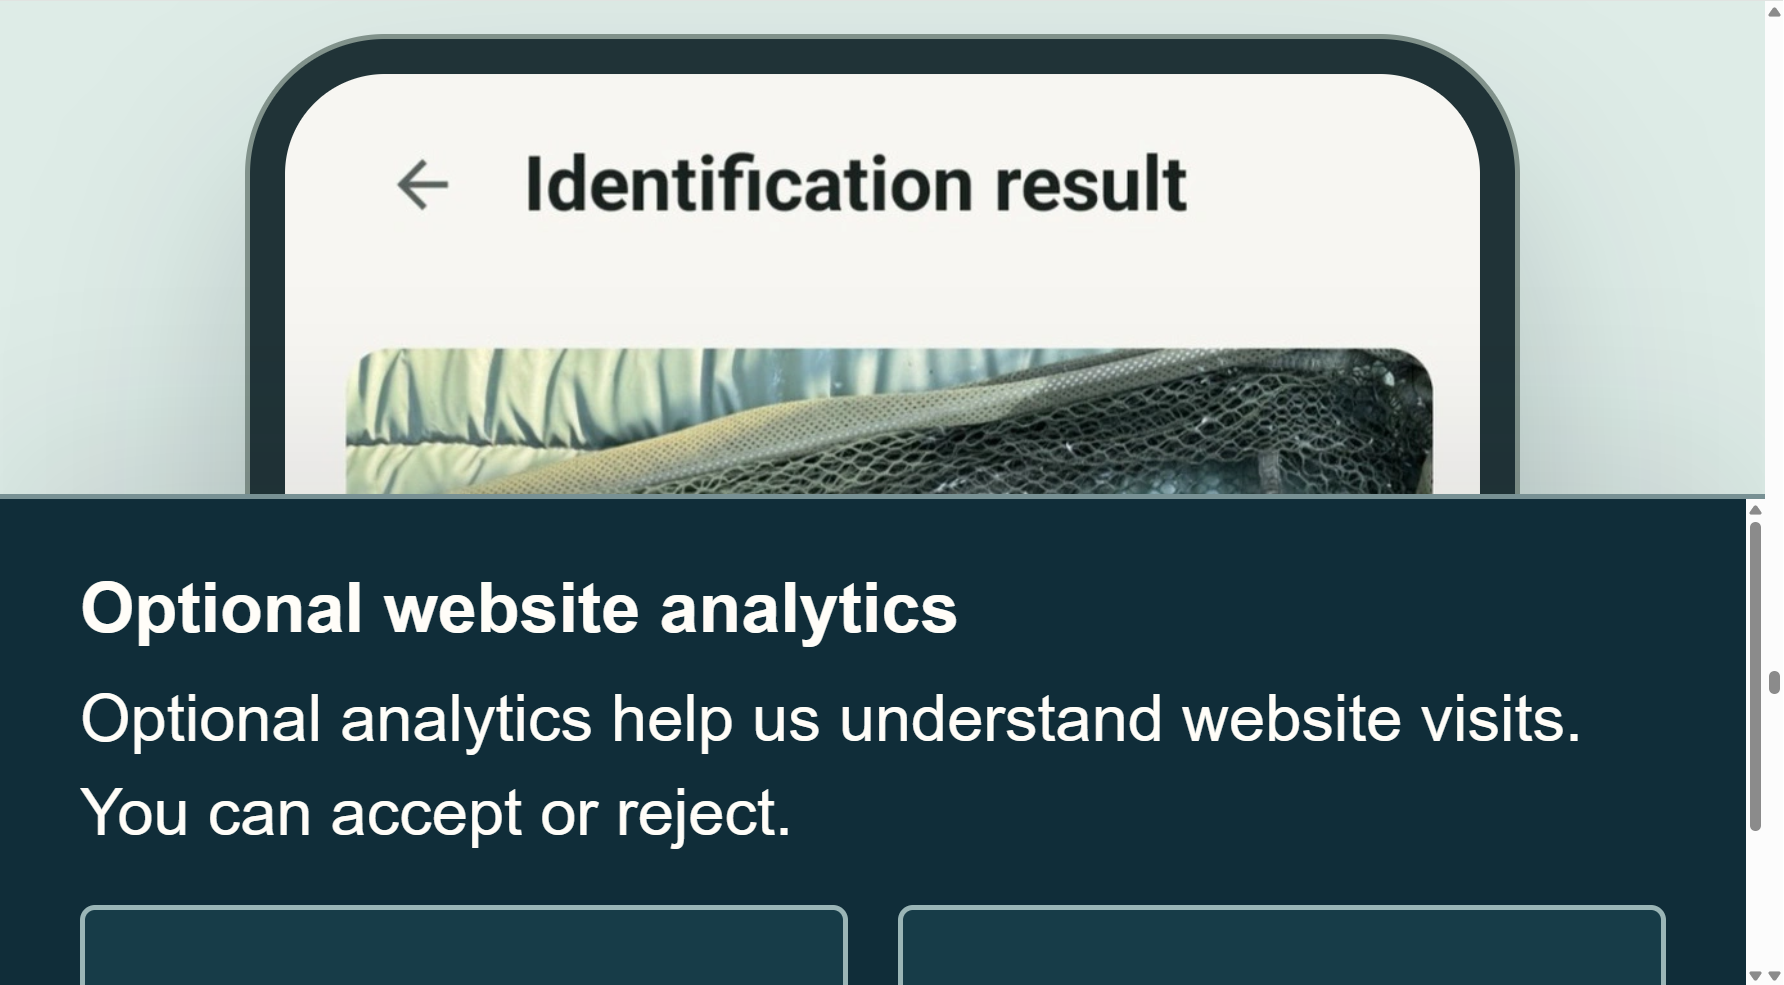 Identification result
Optional website analytics
Optional analytics help us understand website visits.
You can accept or reject.